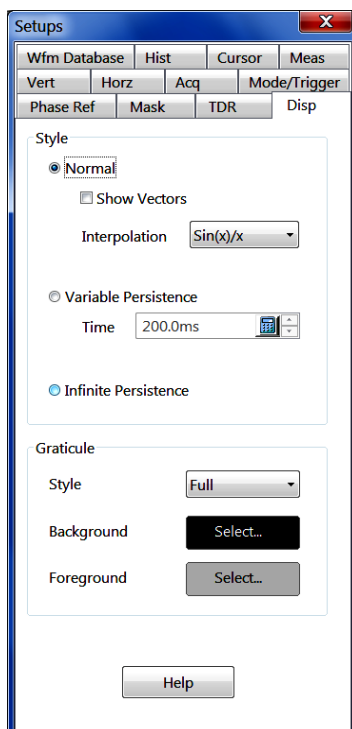 Setups
Wfm Database Hist Cursor Meas
Vert Horz Acq Mode/Trigger
Phase Ref Mask TDR Disp
Style
Normal
Show Vectors
Interpolation Sin(x)/x
Variable Persistence
Time 200.0ms
Infinite Persistence
Graticule
Style Full
Background Select...
Foreground Select...
Help